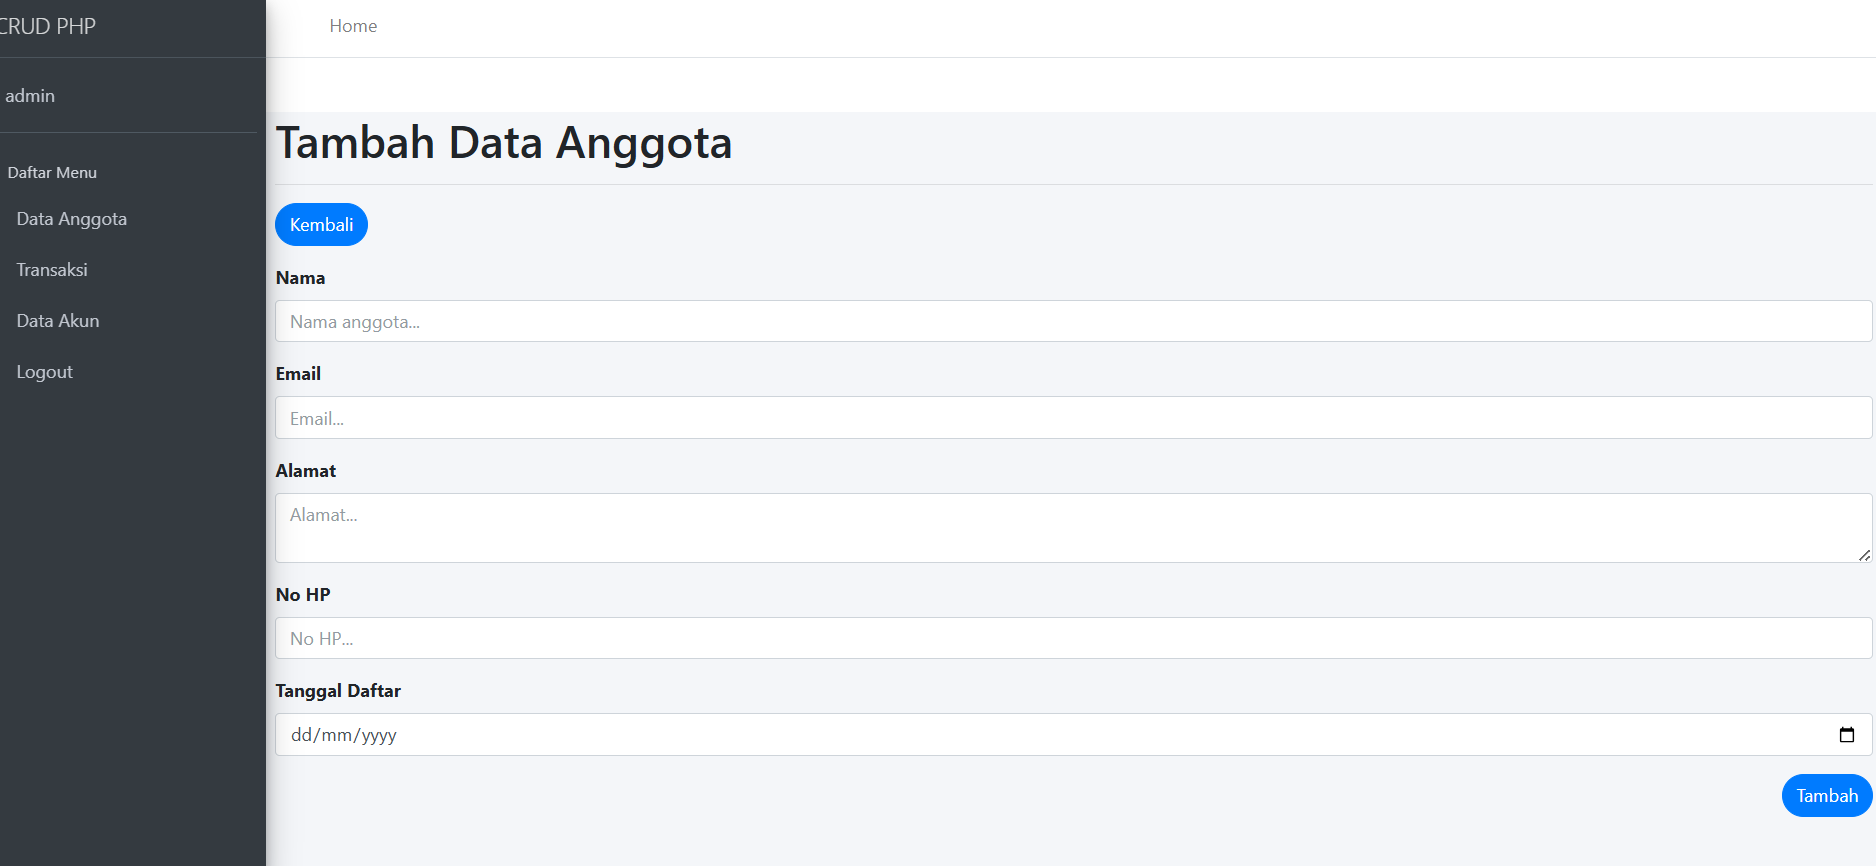 CRUD PHP
Home
admin
Daftar Menu
Data Anggota
Transaksi
Data Akun
Logout
Tambah Data Anggota
Kembali
Nama
Nama anggota...
Email
Email...
Alamat
Alamat...
No HP
No HP...
Tanggal Daftar
dd/mm/yyyy
Tambah